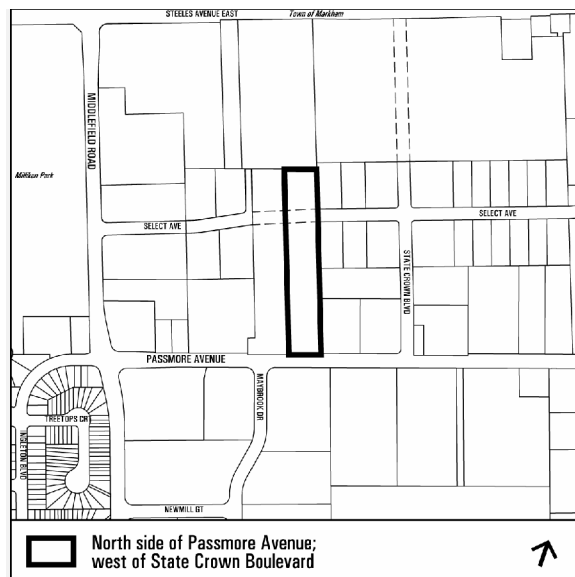 STEELES AVENUE EAST
Town of Markham
MIDDLEFIELD ROAD
Milliken Park
SELECT AVE
SELECT AVE
STATE CROWN BLVD
PASSMORE AVENUE
MAYBROOK DR
TREETOPS CRT
INGLETON BLVD
NEWMILL GT
North side of Passmore Avenue;
west of State Crown Boulevard